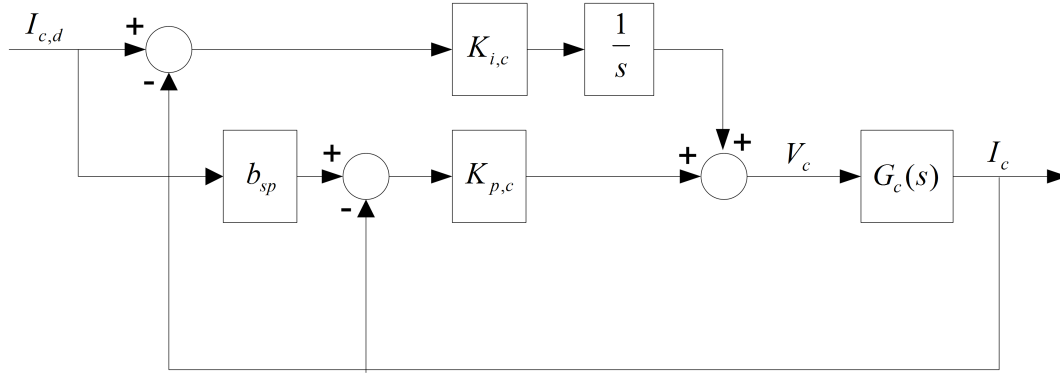 I_{c,d}
+
-
K_{i,c}
1/s
+
b_{sp}
+
-
K_{p,c}
+
V_c
G_c(s)
I_c